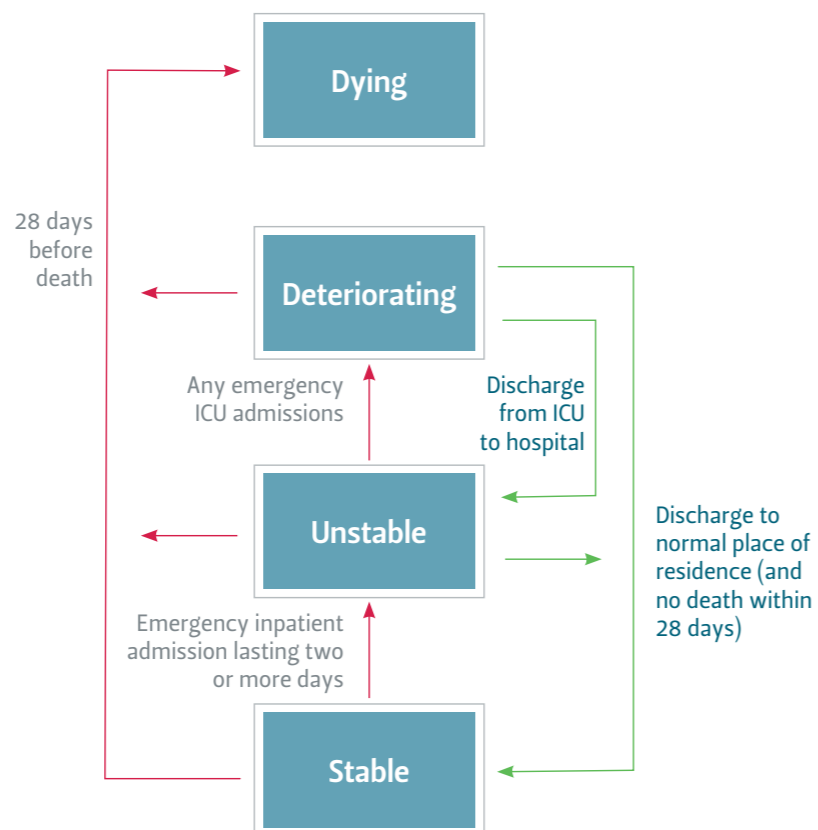 Dying
28 days
before
death
Deteriorating
Any emergency
ICU admissions
Discharge
from ICU
to hospital
Unstable
Discharge to
normal place of
residence (and
no death within
28 days)
Emergency inpatient
admission lasting two
or more days
Stable